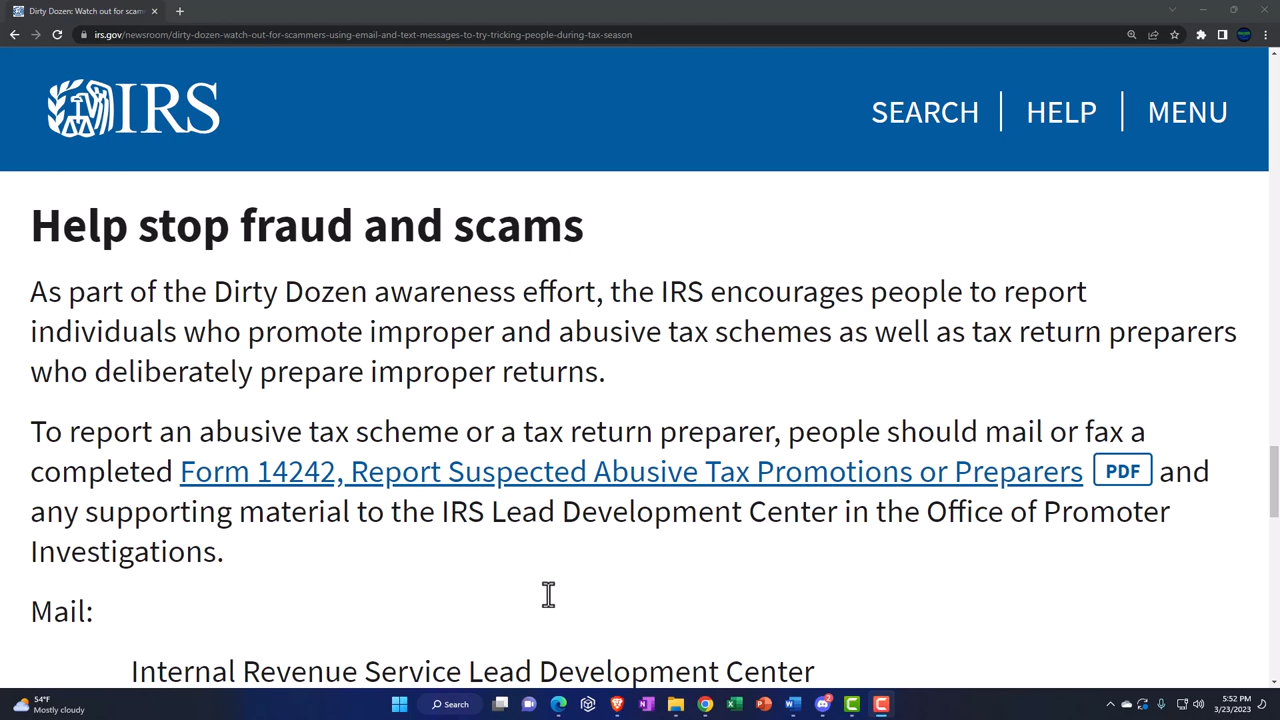 Dirty Dozen: Watch out for scam
irs.gov/newsroom/dirty-dozen-watch-out-for-scammers-using-email-and-text-messages-to-try-tricking-people-during-tax-season
IRS
SEARCH
HELP
MENU
Help stop fraud and scams
As part of the Dirty Dozen awareness effort, the IRS encourages people to report
individuals who promote improper and abusive tax schemes as well as tax return preparers
who deliberately prepare improper returns.
To report an abusive tax scheme or a tax return preparer, people should mail or fax a
completed Form 14242, Report Suspected Abusive Tax Promotions or Preparers PDF and
any supporting material to the IRS Lead Development Center in the Office of Promoter
Investigations.
Mail:
Internal Revenue Service Lead Development Center
54°F
Mostly cloudy
Search
2
5:52 PM
3/23/2023